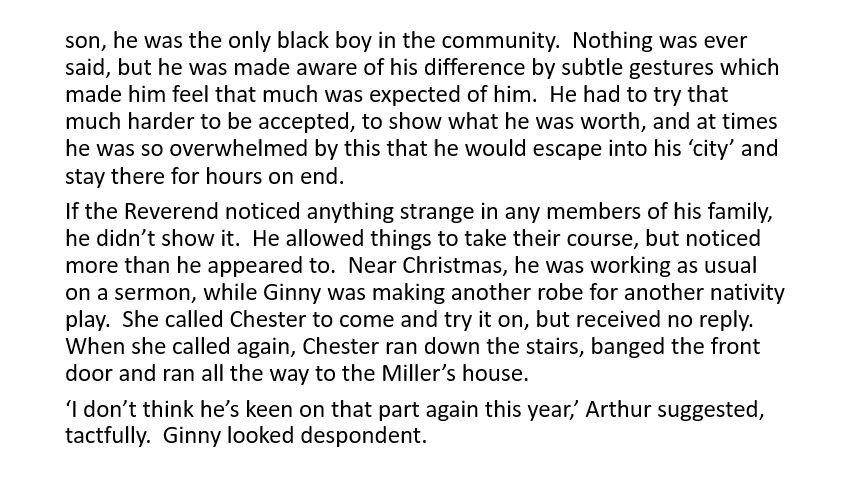 son, he was the only black boy in the community.  Nothing was ever
said, but he was made aware of his difference by subtle gestures which
made him feel that much was expected of him.  He had to try that
much harder to be accepted, to show what he was worth, and at times
he was so overwhelmed by this that he would escape into his ‘city’ and
stay there for hours on end.
If the Reverend noticed anything strange in any members of his family,
he didn’t show it.  He allowed things to take their course, but noticed
more than he appeared to.  Near Christmas, he was working as usual
on a sermon, while Ginny was making another robe for another nativity
play.  She called Chester to come and try it on, but received no reply.
When she called again, Chester ran down the stairs, banged the front
door and ran all the way to the Miller’s house.
‘I don’t think he’s keen on that part again this year,’ Arthur suggested,
tactfully.  Ginny looked despondent.